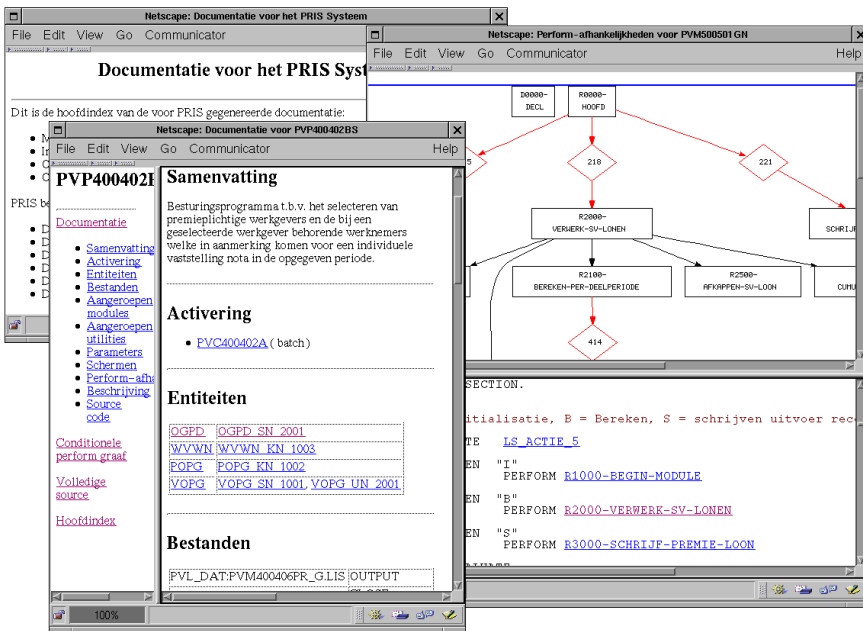 Netscape: Documentatie voor het PRIS Systeem
File Edit View Go Communicator
Documentatie voor het PRIS Syst
Dit is de hoofdindex van de voor PRIS gegenereerde documentatie:
PRIS be
Netscape: Documentatie voor PVP400402BS
File Edit View Go Communicator Help
PVP400402B
Documentatie
Samenvatting
Activering
Entiteiten
Bestanden
Aangeroepen
modules
Aangeroepen
utilities
Parameters
Schermen
Perform-afha
Beschrijving
Source
code
Conditionele
perform graaf
Volledige
source
Hoofdindex
Samenvatting
Besturingsprogramma t.b.v. het selecteren van
premieplichtige werkgevers en de bij een
geselecteerde werkgever behorende werknemers
welke in aanmerking komen voor een individuele
vaststelling nota in de opgegeven periode.
Activering
PVC400402A ( batch )
Entiteiten
OGPD OGPD_SN_2001
WVWN WVWN_KN_1003
POPG POPG_KN_1002
VOPG VOPG_SN_1001, VOPG_UN_2001
Bestanden
PVL_DAT:PVM400406PR_G.LIS OUTPUT
100%
Netscape: Perform-afhankelijkheden voor PVM500501GN
File Edit View Go Communicator Help
D0000-
DECL
R0000-
HOOFD
5
218
221
R2000-
VERWERK-SV-LONEN
SCHRIJF
R2100-
BEREKEN-PER-DEELPERIODE
R2500-
AFKAPPEN-SV-LOON
CUMU
414
SECTION.
itialisatie, B = Bereken, S = schrijven uitvoer rec
TE LS_ACTIE_5
EN "I"
PERFORM R1000-BEGIN-MODULE
EN "B"
PERFORM R2000-VERWERK-SV-LONEN
EN "S"
PERFORM R3000-SCHRIJF-PREMIE-LOON